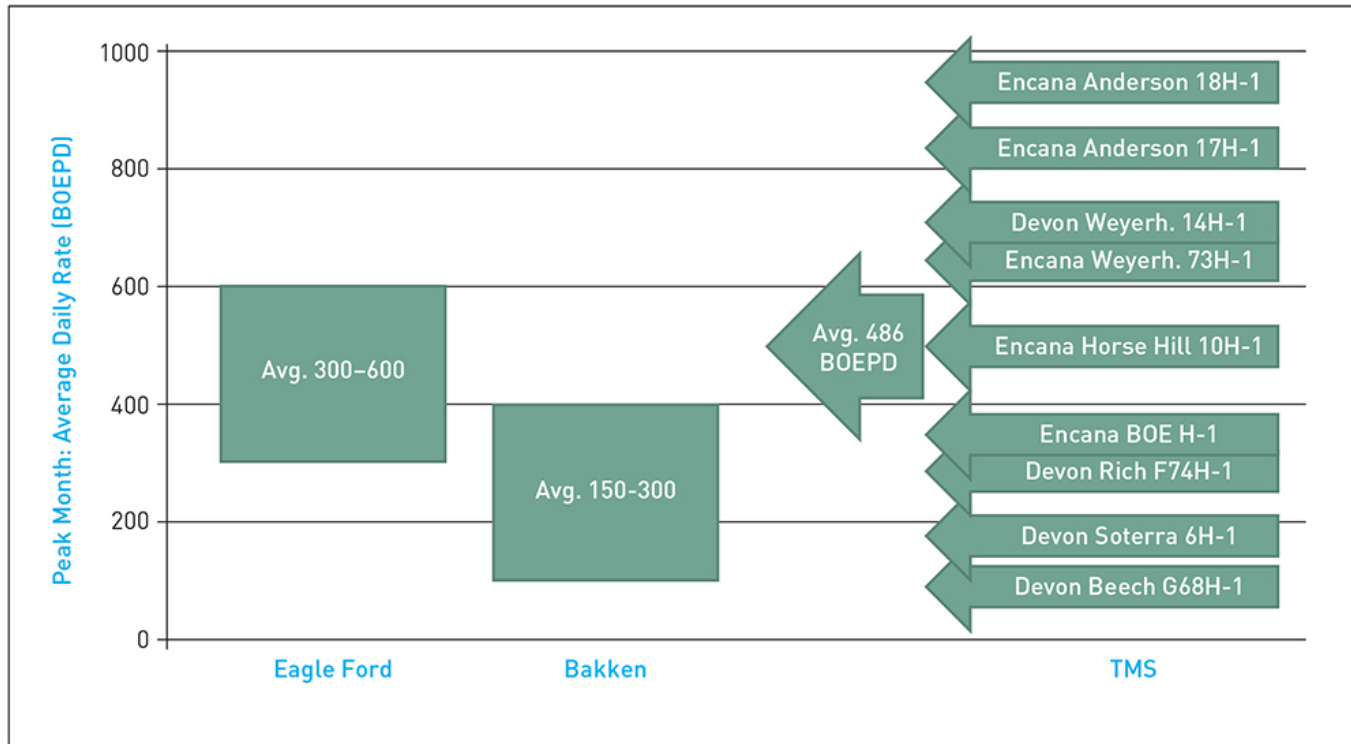 Peak Month: Average Daily Rate (BOEPD)
1000
800
600
400
200
0
Avg. 300–600
Avg. 150-300
Avg. 486
BOEPD
Encana Anderson 18H-1
Encana Anderson 17H-1
Devon Weyerh. 14H-1
Encana Weyerh. 73H-1
Encana Horse Hill 10H-1
Encana BOE H-1
Devon Rich F74H-1
Devon Soterra 6H-1
Devon Beech G68H-1
Eagle Ford
Bakken
TMS